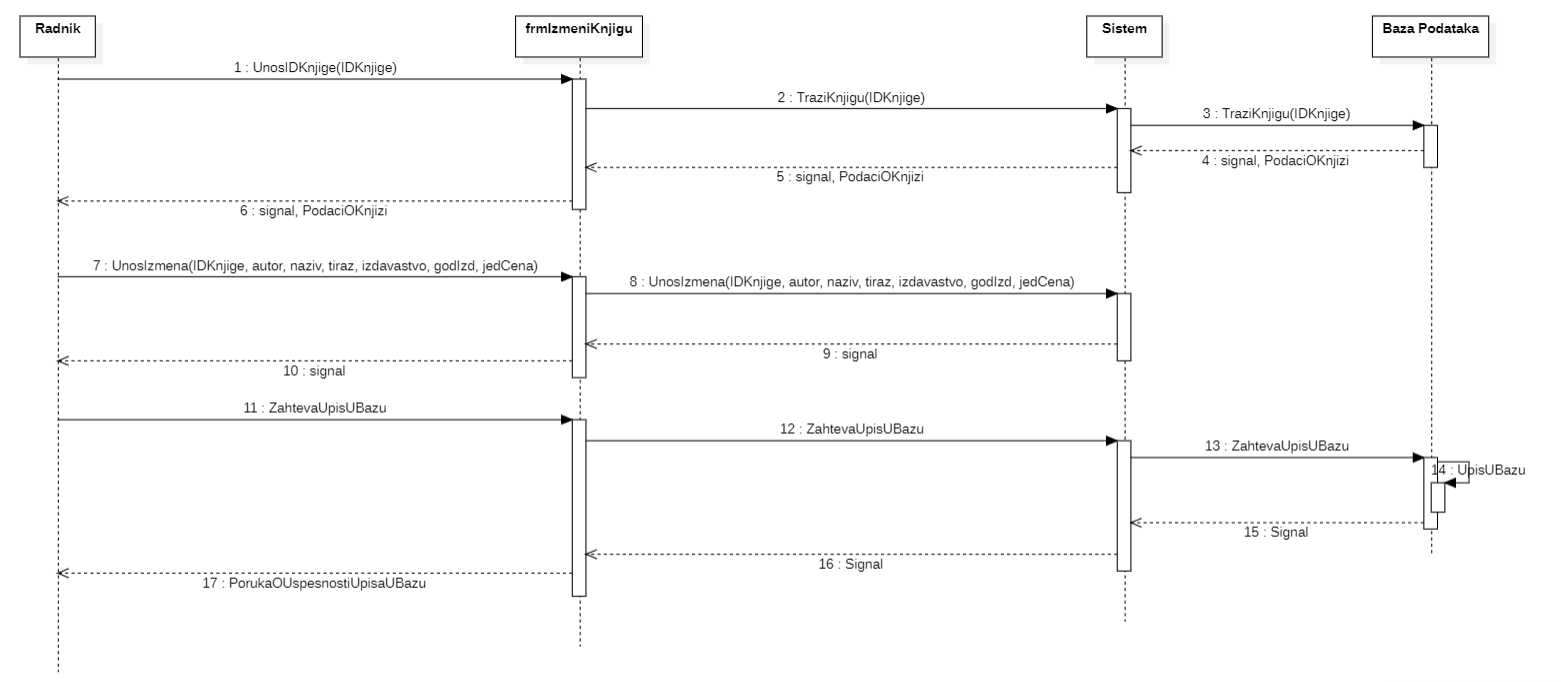 Radnik
frmIzmeniKnjigu
Sistem
Baza Podataka
1 : UnosIDKnjige(IDKnjige)
2 : TraziKnjigu(IDKnjige)
3 : TraziKnjigu(IDKnjige)
4 : signal, PodaciOKnjizi
5 : signal, PodaciOKnjizi
6 : signal, PodaciOKnjizi
7 : UnosIzmena(IDKnjige, autor, naziv, tiraz, izdavastvo, godIzd, jedCena)
8 : UnosIzmena(IDKnjige, autor, naziv, tiraz, izdavastvo, godIzd, jedCena)
9 : signal
10 : signal
11 : ZahtevaUpisUBazu
12 : ZahtevaUpisUBazu
13 : ZahtevaUpisUBazu
14 : UpisUBazu
15 : Signal
16 : Signal
17 : PorukaOUspesnostiUpisaUBazu